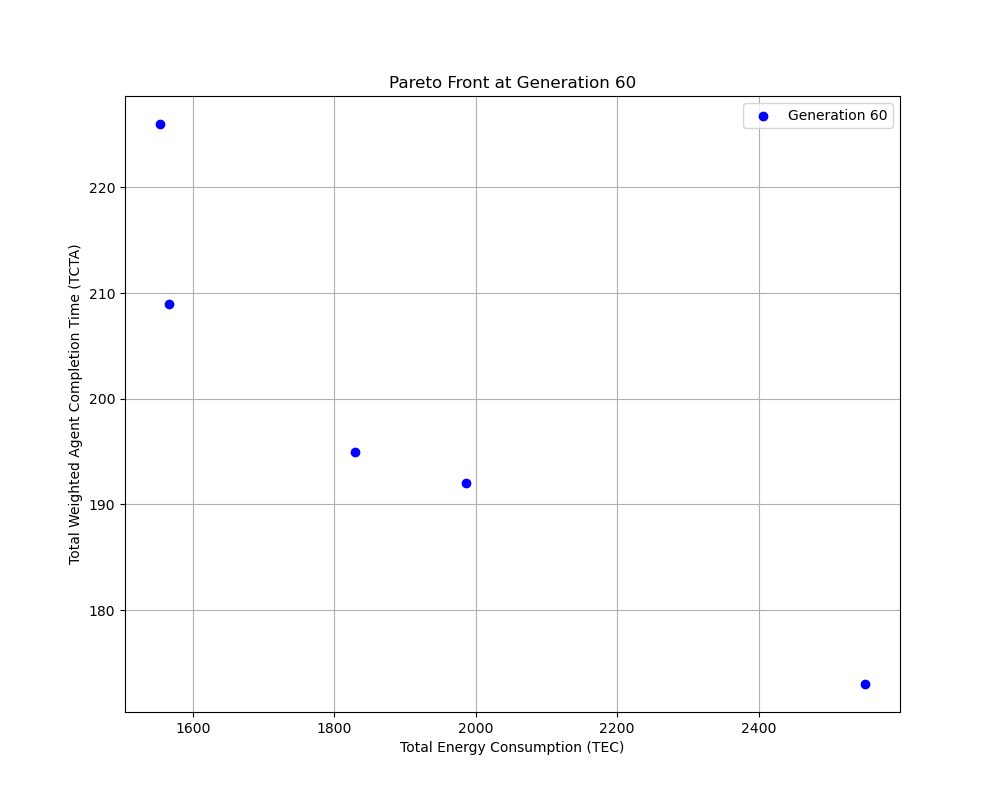 Pareto Front at Generation 60
Generation 60
Total Weighted Agent Completion Time (TCTA)
220
210
200
190
180
1600 1800 2000 2200 2400
Total Energy Consumption (TEC)